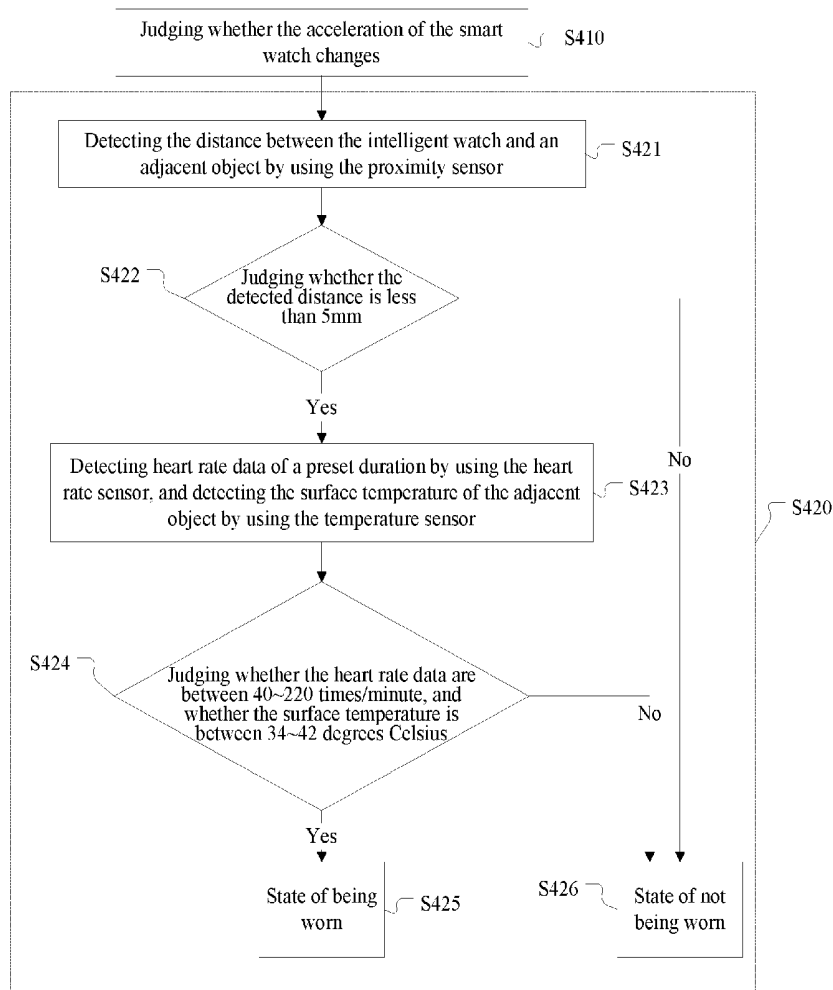 Judging whether the acceleration of the smart
watch changes
S410
Detecting the distance between the intelligent watch and an
adjacent object by using the proximity sensor
S421
S422
Judging whether the
detected distance is less
than 5mm
Yes
No
Detecting heart rate data of a preset duration by using the heart
rate sensor, and detecting the surface temperature of the adjacent
object by using the temperature sensor
S423
S420
S424
Judging whether the heart rate data are
between 40~220 times/minute, and
whether the surface temperature is
between 34~42 degrees Celsius
No
Yes
State of being
worn
S425
S426
State of not
being worn